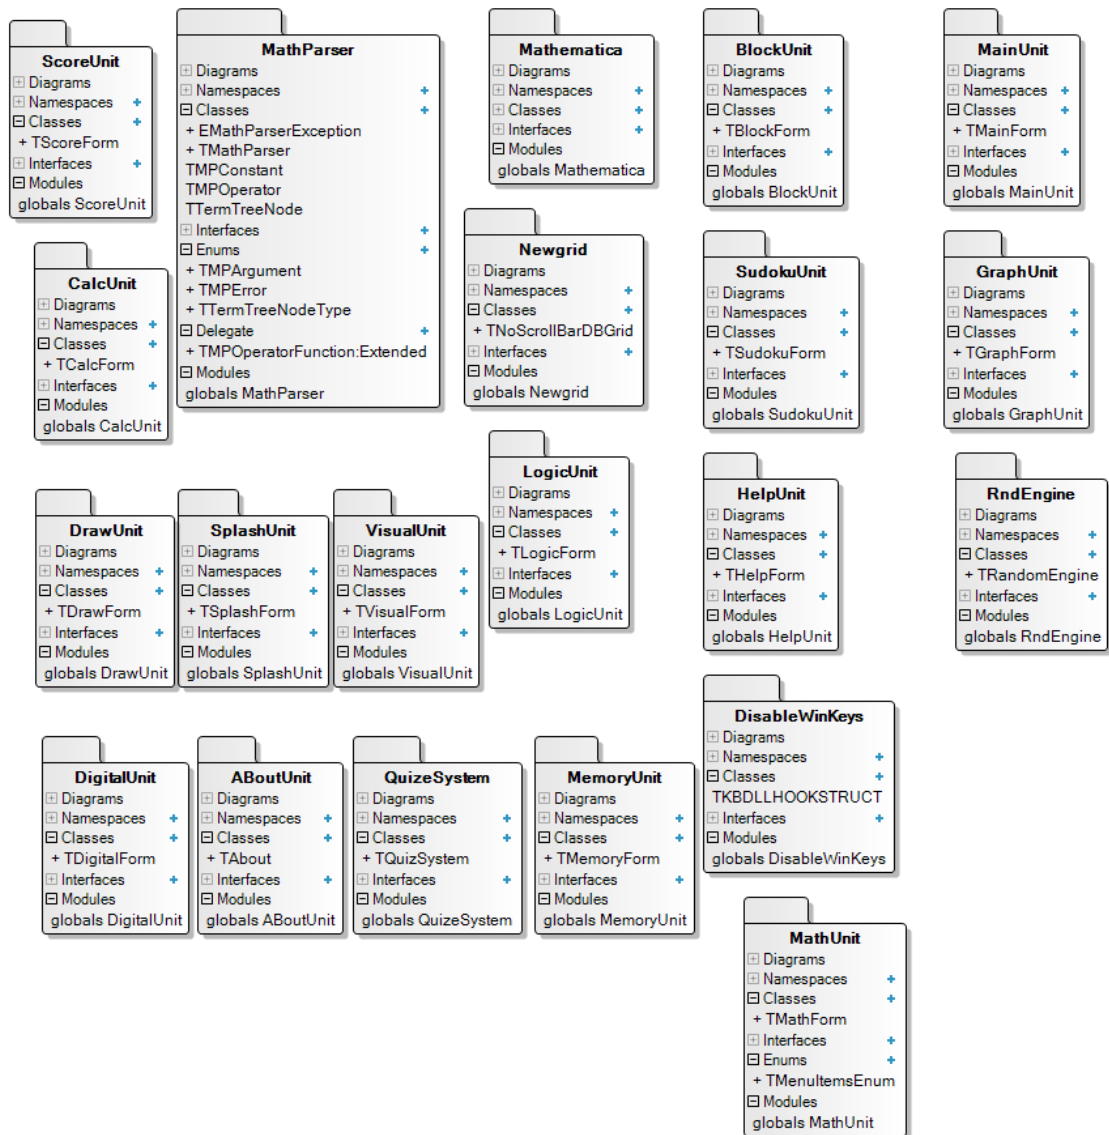 ScoreUnit
Diagrams
Namespaces
Classes
+ TScoreForm
Interfaces
Modules
globals ScoreUnit
MathParser
Diagrams
Namespaces
Classes
+ EMathParserException
+ TMathParser
TMPConstant
TMPOperator
TTermTreeNode
Interfaces
Enums
+ TMPArgument
+ TMPError
+ TTermTreeNodeType
Delegate
+ TMPOperatorFunction:Extended
Modules
globals MathParser
Mathematica
Diagrams
Namespaces
Classes
Interfaces
Modules
globals Mathematica
BlockUnit
Diagrams
Namespaces
Classes
+ TBlockForm
Interfaces
Modules
globals BlockUnit
MainUnit
Diagrams
Namespaces
Classes
+ TMainForm
Interfaces
Modules
globals MainUnit
CalcUnit
Diagrams
Namespaces
Classes
+ TCalcForm
Interfaces
Modules
globals CalcUnit
Newgrid
Diagrams
Namespaces
Classes
+ TNoScrollBarDBGrid
Interfaces
Modules
globals Newgrid
SudokuUnit
Diagrams
Namespaces
Classes
+ TSudokuForm
Interfaces
Modules
globals SudokuUnit
GraphUnit
Diagrams
Namespaces
Classes
+ TGraphForm
Interfaces
Modules
globals GraphUnit
DrawUnit
Diagrams
Namespaces
Classes
+ TDrawForm
Interfaces
Modules
globals DrawUnit
SplashUnit
Diagrams
Namespaces
Classes
+ TSplashForm
Interfaces
Modules
globals SplashUnit
VisualUnit
Diagrams
Namespaces
Classes
+ TVisualForm
Interfaces
Modules
globals VisualUnit
LogicUnit
Diagrams
Namespaces
Classes
+ TLogicForm
Interfaces
Modules
globals LogicUnit
HelpUnit
Diagrams
Namespaces
Classes
+ THelpForm
Interfaces
Modules
globals HelpUnit
RndEngine
Diagrams
Namespaces
Classes
+ TRandomEngine
Interfaces
Modules
globals RndEngine
DigitalUnit
Diagrams
Namespaces
Classes
+ TDigitalForm
Interfaces
Modules
globals DigitalUnit
ABoutUnit
Diagrams
Namespaces
Classes
+ TAbout
Interfaces
Modules
globals ABoutUnit
QuizeSystem
Diagrams
Namespaces
Classes
+ TQuizSystem
Interfaces
Modules
globals QuizeSystem
MemoryUnit
Diagrams
Namespaces
Classes
+ TMemoryForm
Interfaces
Modules
globals MemoryUnit
DisableWinKeys
Diagrams
Namespaces
Classes
TKBDLLHOOKSTRUCT
Interfaces
Modules
globals DisableWinKeys
MathUnit
Diagrams
Namespaces
Classes
+ TMathForm
Interfaces
Enums
+ TMenuItemsEnum
Modules
globals MathUnit